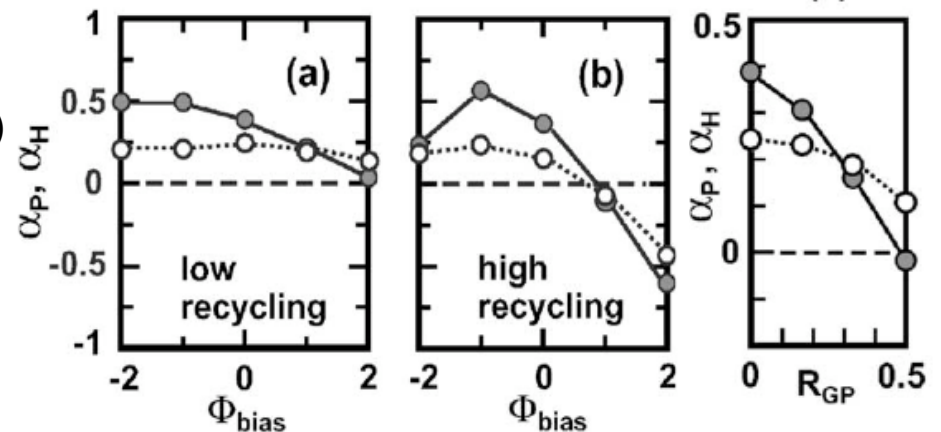 1
0.5
0
-0.5
-1
αP, αH
(a)
low
recycling
-2 0 2
Φbias
(b)
high
recycling
-2 0 2
Φbias
0.5
0
αP, αH
0 RGP 0.5